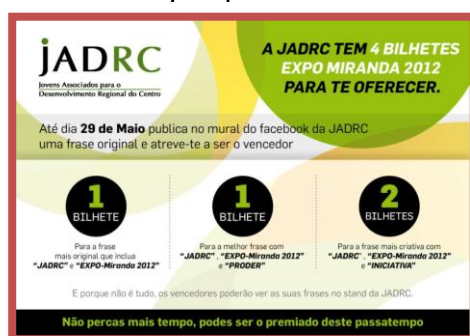 JADRC
Jovens Associados para o
Desenvolvimento Regional do Centro
A JADRC TEM 4 BILHETES
EXPO MIRANDA 2012
PARA TE OFERECER.
Até dia 29 de Maio publica no mural do facebook da JADRC
uma frase original e atreve-te a ser o vencedor
1
BILHETE
Para a frase
mais original que inclua
"JADRC" e "EXPO-Miranda 2012"
1
BILHETE
Para a melhor frase com
"JADRC" , "EXPO-Miranda 2012"
e "PRODER"
2
BILHETES
Para a frase mais criativa com
"JADRC" , "EXPO-Miranda 2012"
e "INICIATIVA"
E porque não é tudo, os vencedores poderão ver as suas frases no stand da JADRC.
Não percas mais tempo, podes ser o premiado deste passatempo